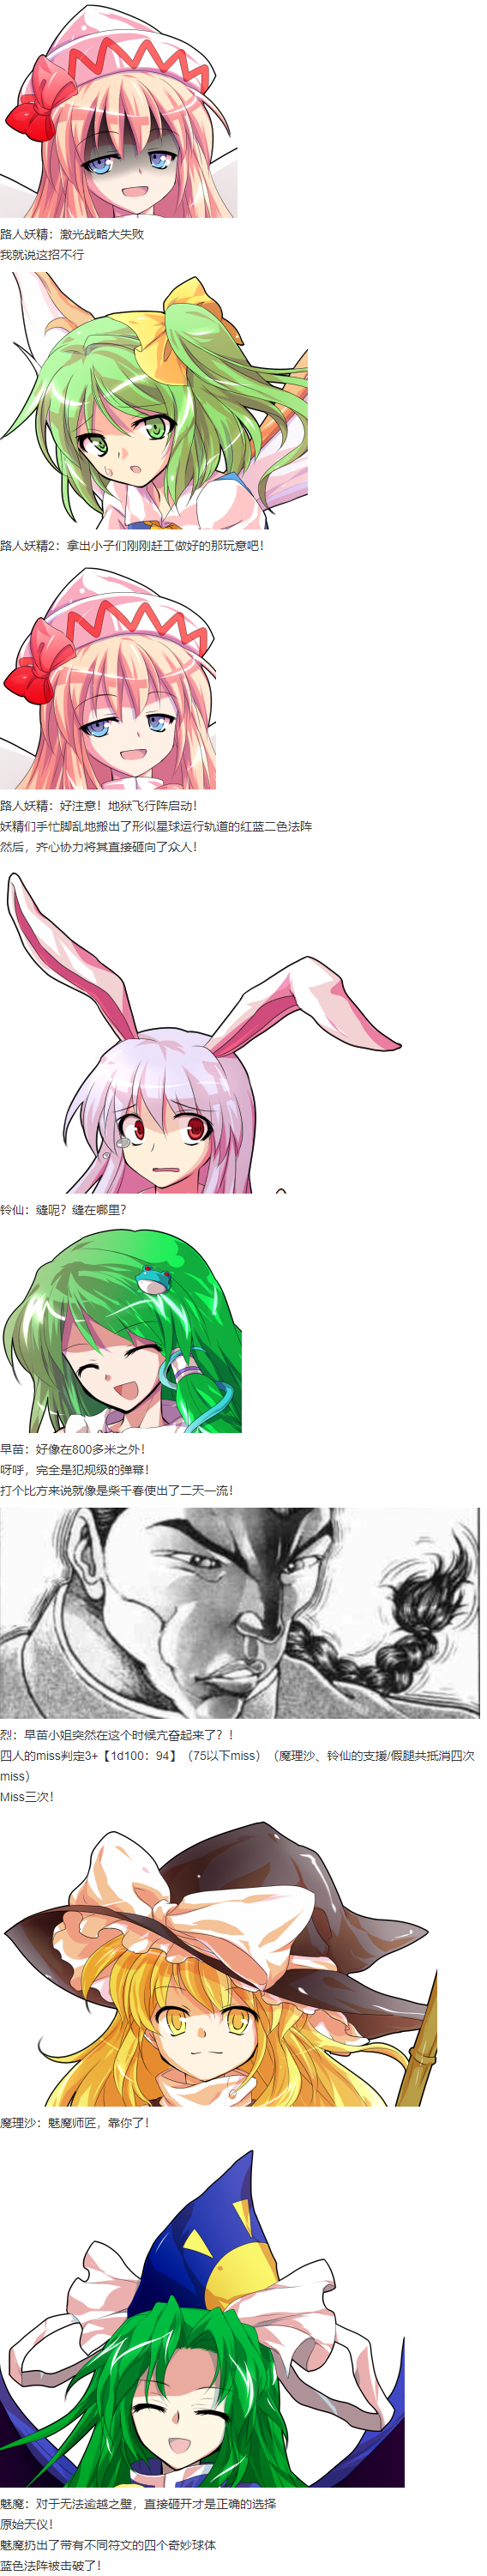 路人妖精：激光战略大失败
我就说这招不行
路人妖精2：拿出小子们刚刚赶工做好的那玩意吧！
路人妖精：好注意！地狱飞行阵启动！
妖精们手忙脚乱地搬出了形似星球运行轨道的红蓝二色法阵
然后，齐心协力将其直接砸向了众人！
铃仙：缝呢？缝在哪里？
早苗：好像在800多米之外！
呀呼，完全是犯规级的弹幕！
打个比方来说就像是柴千春使出了二天一流！
烈：早苗小姐突然在这个时候亢奋起来了？！
四人的miss判定3+【1d100：94】（75以下miss）（魔理沙、铃仙的支援/假腿共抵消四次
miss）
Miss三次！
魔理沙：魅魔师匠，靠你了！
魅魔：对于无法逾越之壁，直接砸开才是正确的选择
原始天仪！
魅魔扔出了带有不同符文的四个奇妙球体
蓝色法阵被击破了！